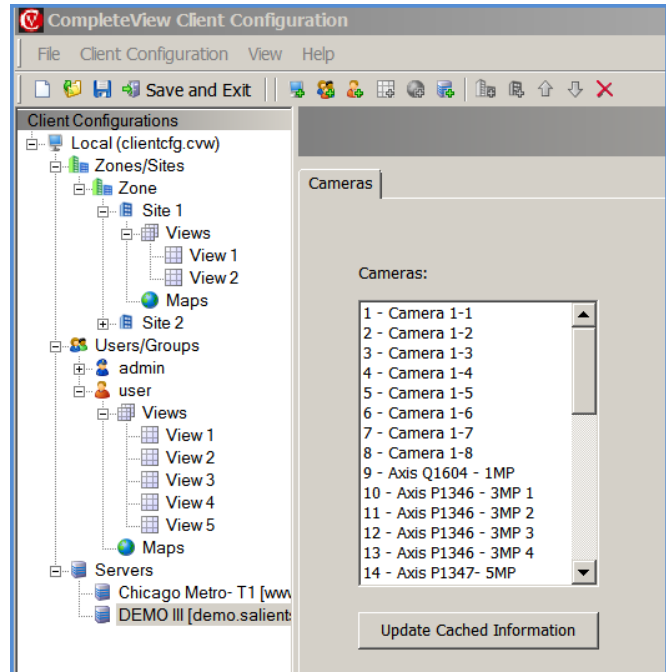 CompleteView Client Configuration
File Client Configuration View Help
Save and Exit
Client Configurations
Local (clientcfg.cvw)
Zones/Sites
Zone
Site 1
Views
View 1
View 2
Maps
Site 2
Users/Groups
admin
user
Views
View 1
View 2
View 3
View 4
View 5
Maps
Servers
Chicago Metro- T1 [www
DEMO III [demo.salients
Cameras
Cameras:
1 - Camera 1-1
2 - Camera 1-2
3 - Camera 1-3
4 - Camera 1-4
5 - Camera 1-5
6 - Camera 1-6
7 - Camera 1-7
8 - Camera 1-8
9 - Axis Q1604 - 1MP
10 - Axis P1346 - 3MP 1
11 - Axis P1346 - 3MP 2
12 - Axis P1346 - 3MP 3
13 - Axis P1346 - 3MP 4
14 - Axis P1347- 5MP
Update Cached Information